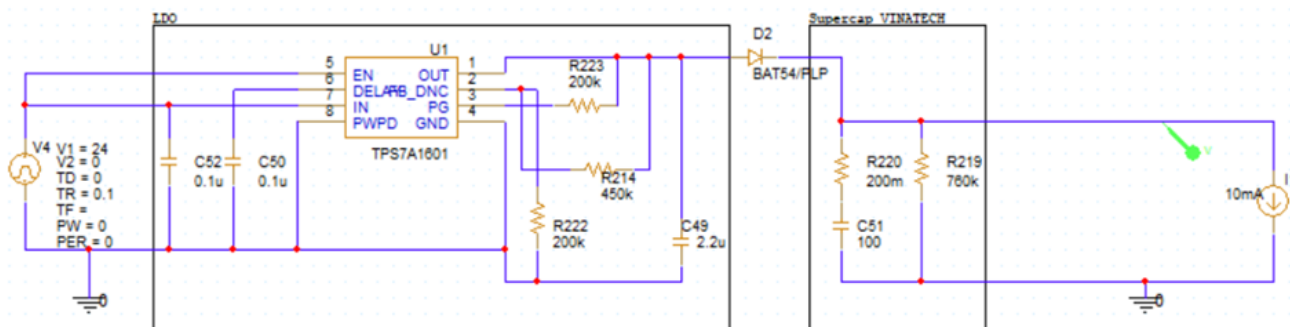 LDO
Supercap VINATECH
D2
BAT54/PLP
U1
R223
200k
5
6
7
8
EN
IN
PWPD
OUT
PG
GND
1
2
3
4
TPS7A1601
V4
V1 = 24
V2 = 0
TD = 0
TR = 0.1
TF =
PW = 0
PER = 0
C52
0.1u
C50
0.1u
R214
450k
R222
200k
C49
2.2u
R220
200m
R219
760k
C51
100
V
I
10mA
0
0